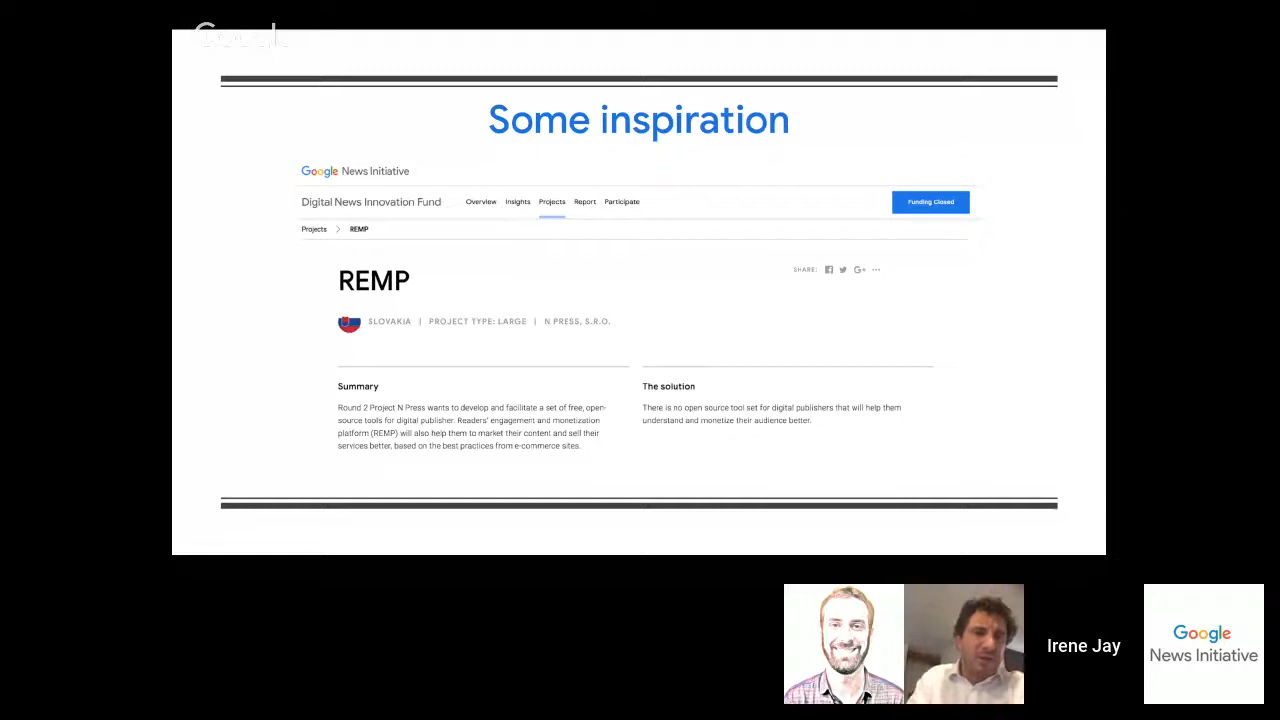 Google
Some inspiration
Google News Initiative
Digital News Innovation Fund
Overview Insights Projects Report Participate
Funding Closed
Projects > REMP
REMP
SHARE:
SLOVAKIA | PROJECT TYPE: LARGE | N PRESS, S.R.O.
Summary
Round 2 Project N Press wants to develop and facilitate a set of free, open-
source tools for digital publisher. Readers' engagement and monetization
platform (REMP) will also help them to market their content and sell their
services better, based on the best practices from e-commerce sites.
The solution
There is no open source tool set for digital publishers that will help them
understand and monetize their audience better.
Irene Jay
Google
News Initiative